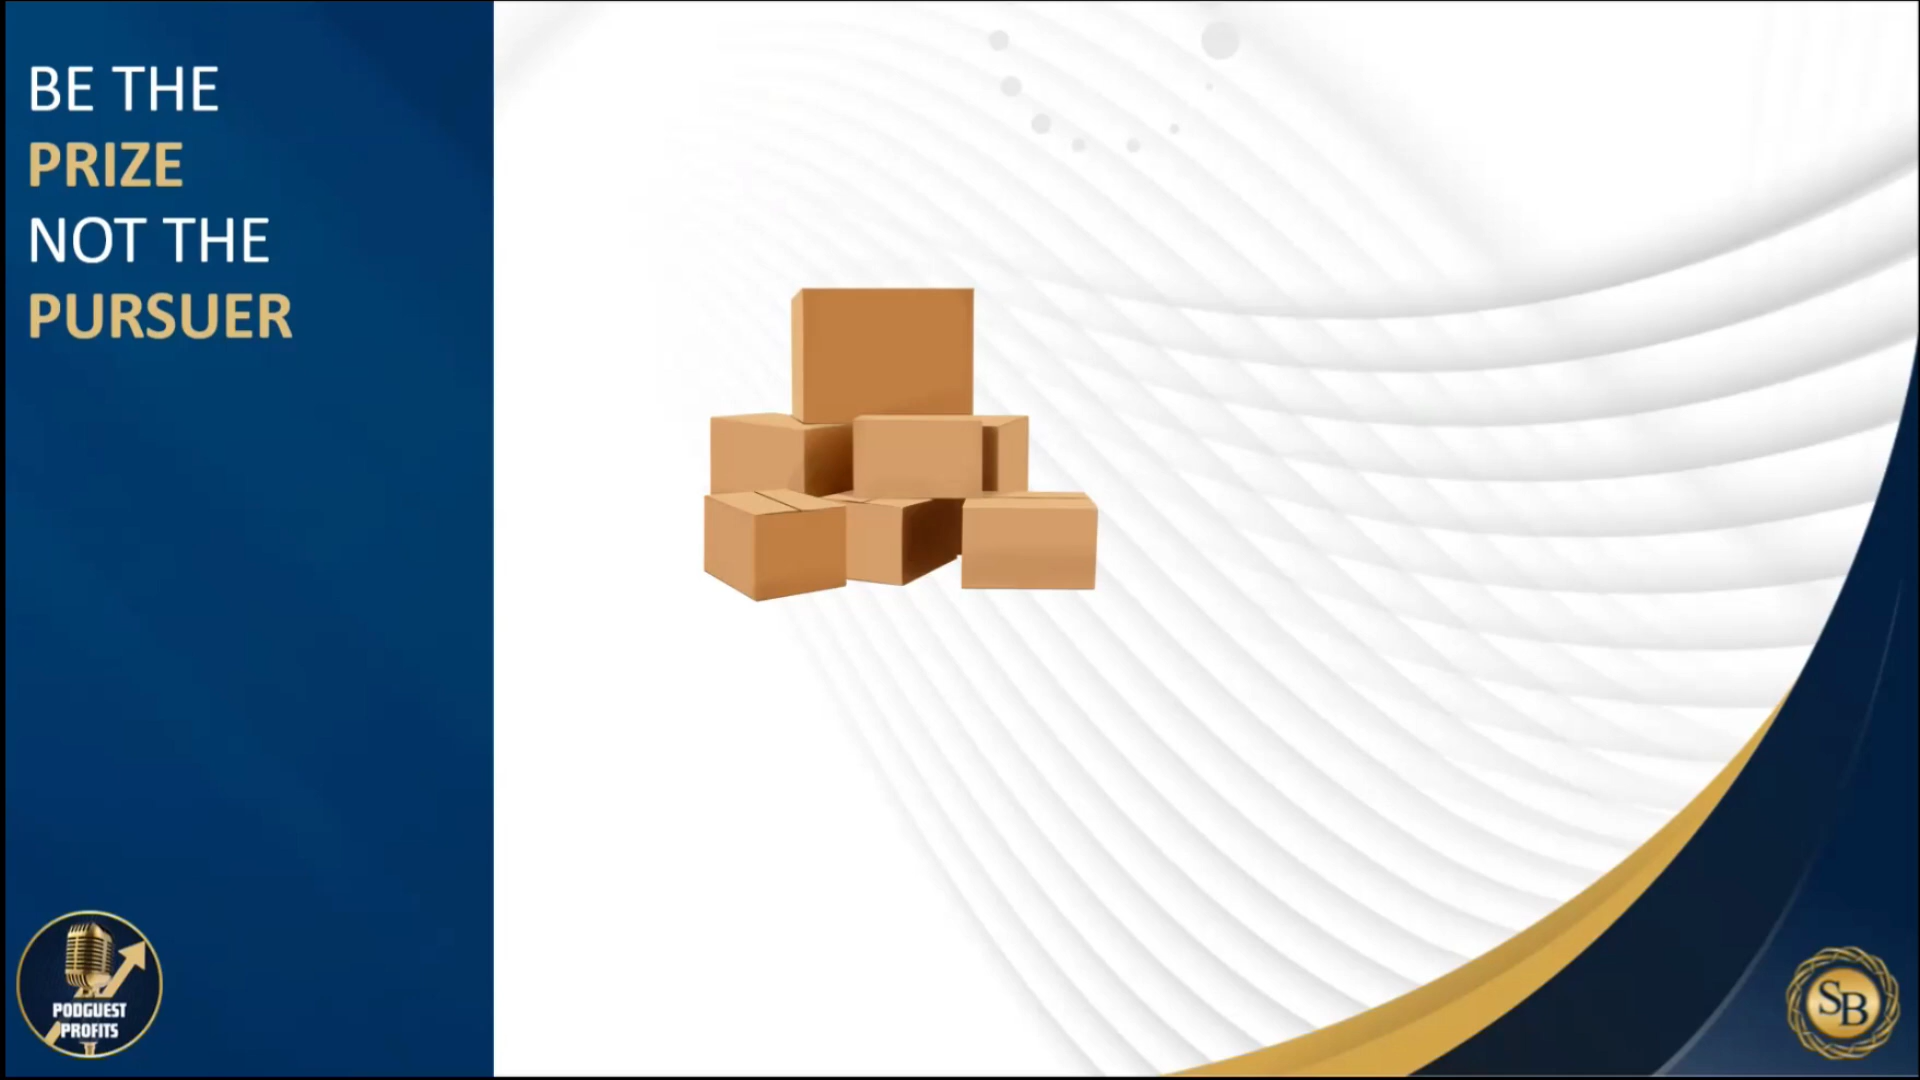 BE THE
PRIZE
NOT THE
PURSUER
PODGUEST
PROFITS
SB